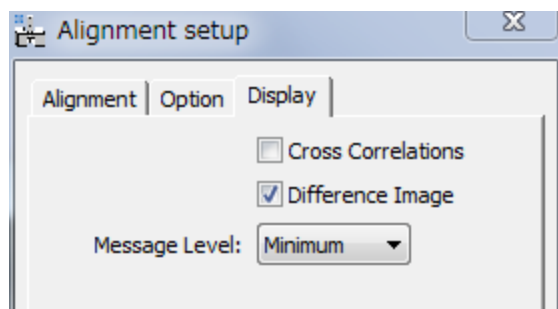 Alignment setup
Alignment Option Display
Cross Correlations
Difference Image
Message Level: Minimum